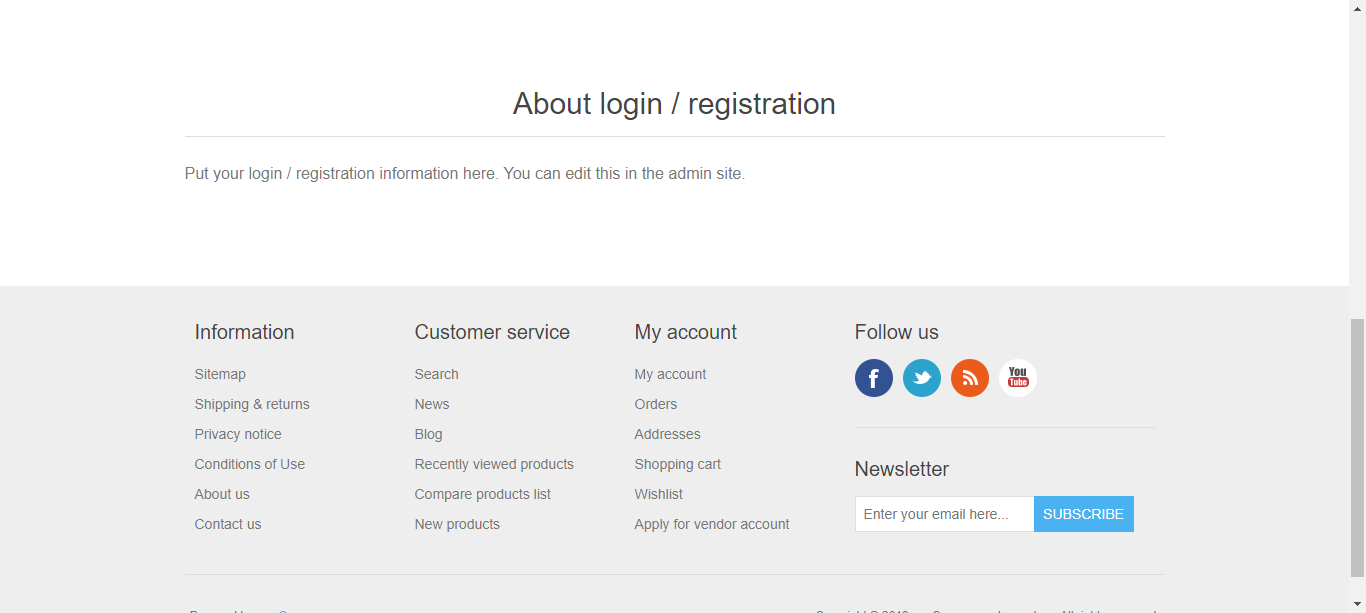 About login / registration
Put your login / registration information here. You can edit this in the admin site.
Information
Sitemap
Shipping & returns
Privacy notice
Conditions of Use
About us
Contact us
Customer service
Search
News
Blog
Recently viewed products
Compare products list
New products
My account
My account
Orders
Addresses
Shopping cart
Wishlist
Apply for vendor account
Follow us
f
You
Tube
Newsletter
Enter your email here...
SUBSCRIBE